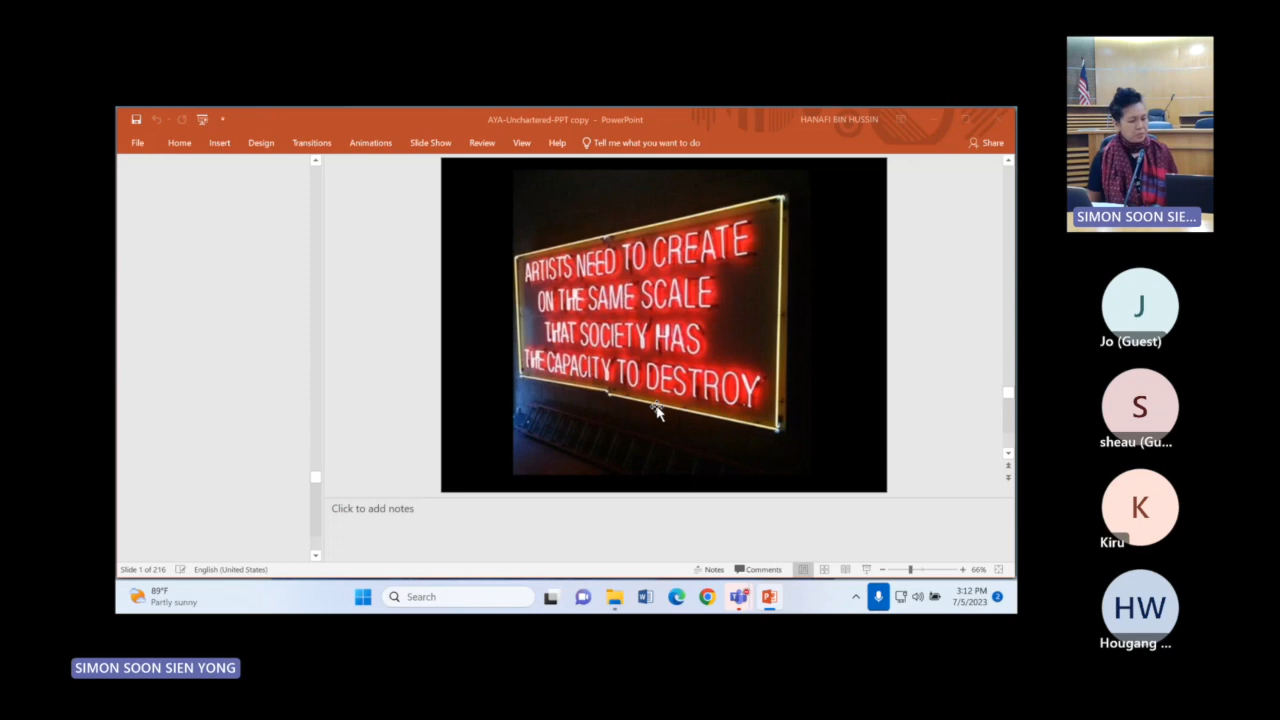 AYA-Unchartered-PPT copy - PowerPoint
HANAFI BIN HUSSIN
File Home Insert Design Transitions Animations Slide Show Review View Help Tell me what you want to do Share
ARTISTS NEED TO CREATE
ON THE SAME SCALE
THAT SOCIETY HAS
THE CAPACITY TO DESTROY
Click to add notes
Slide 1 of 216 English (United States) Notes Comments 66%
89°F
Partly sunny
Search
3:12 PM
7/5/2023
2
SIMON SOON SIEN YONG
SIMON SOON SIE...
J
Jo (Guest)
S
sheau (Gu...
K
Kiru
HW
Hougang ...